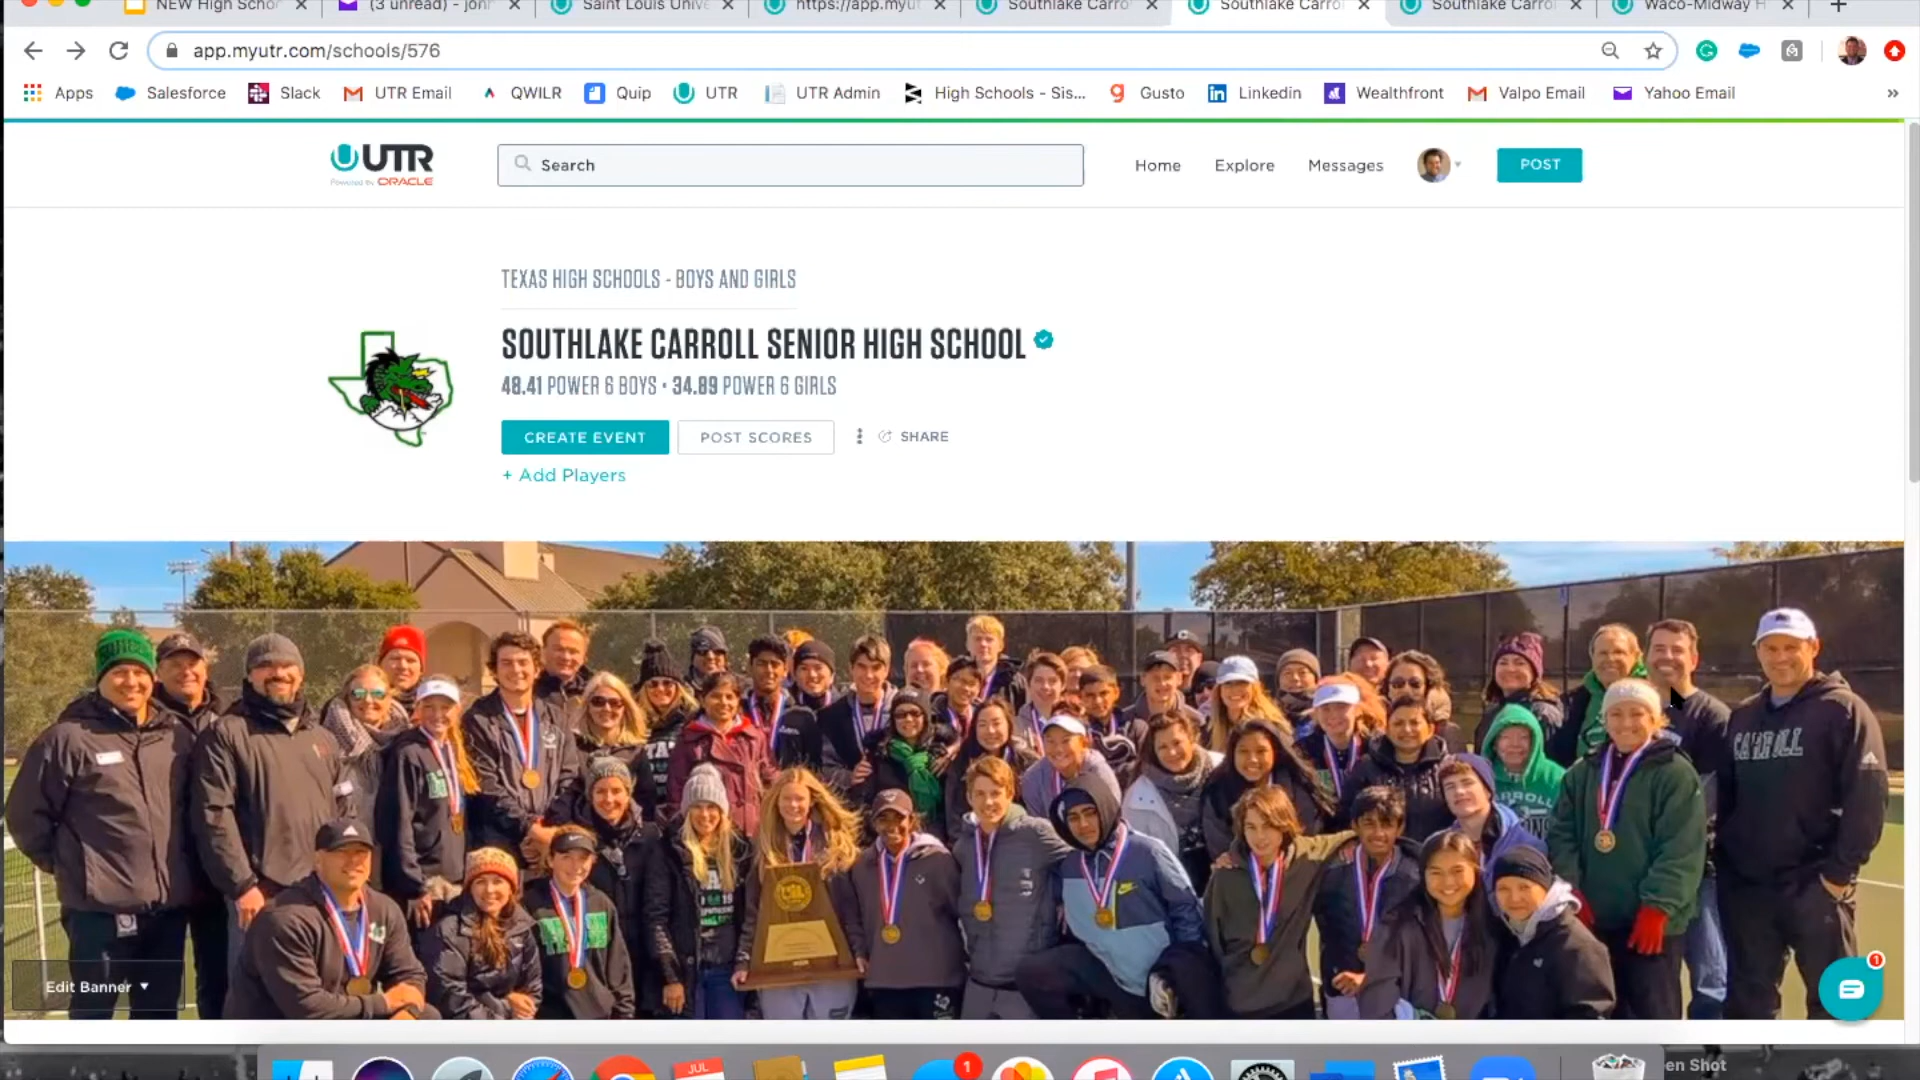 NEW High Schoo
(3 unread) - john
Saint Louis Unive
https://app.myut
Southlake Carro
Southlake Carro
Southlake Carro
Waco-Midway H
app.myutr.com/schools/576
Apps
Salesforce
Slack
UTR Email
QWILR
Quip
UTR
UTR Admin
High Schools - Sis...
Gusto
Linkedin
Wealthfront
Valpo Email
Yahoo Email
»
UTR
Powered by ORACLE
Search
Home
Explore
Messages
POST
TEXAS HIGH SCHOOLS - BOYS AND GIRLS
SOUTHLAKE CARROLL SENIOR HIGH SCHOOL
48.41 POWER 6 BOYS • 34.89 POWER 6 GIRLS
CREATE EVENT
POST SCORES
SHARE
+ Add Players
CARROLL
Edit Banner
1
JUL
1
en Shot